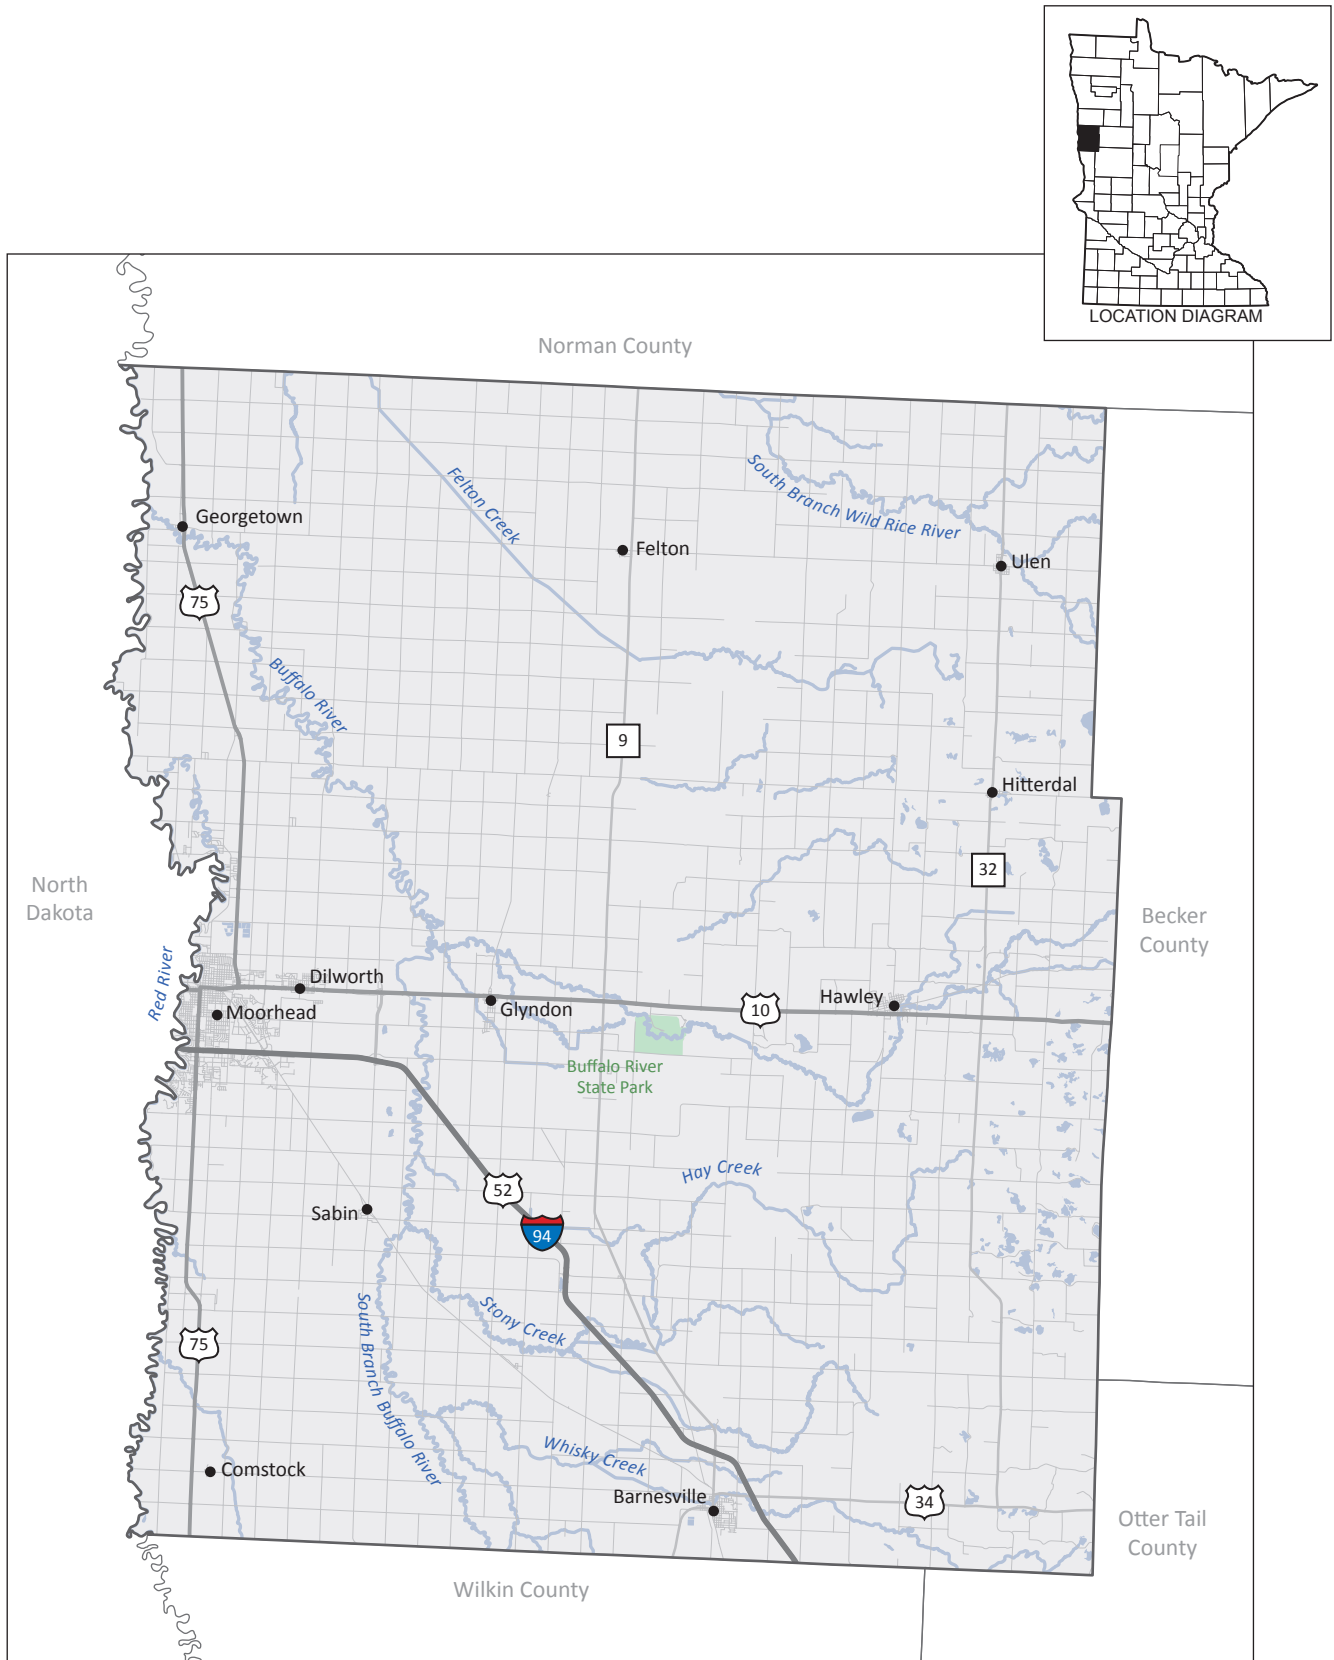 LOCATION DIAGRAM
Norman County
South Branch Wild Rice River
Felton Creek
Georgetown
Felton
Ulen
75
Buffalo River
9
Hitterdal
32
North
Dakota
Becker
County
Red River
Dilworth
Moorhead
Glyndon
10
Hawley
Buffalo River
State Park
Hay Creek
52
Sabin
94
South Branch Buffalo River
Stony Creek
75
Whisky Creek
Comstock
Barnesville
34
Otter Tail
County
Wilkin County